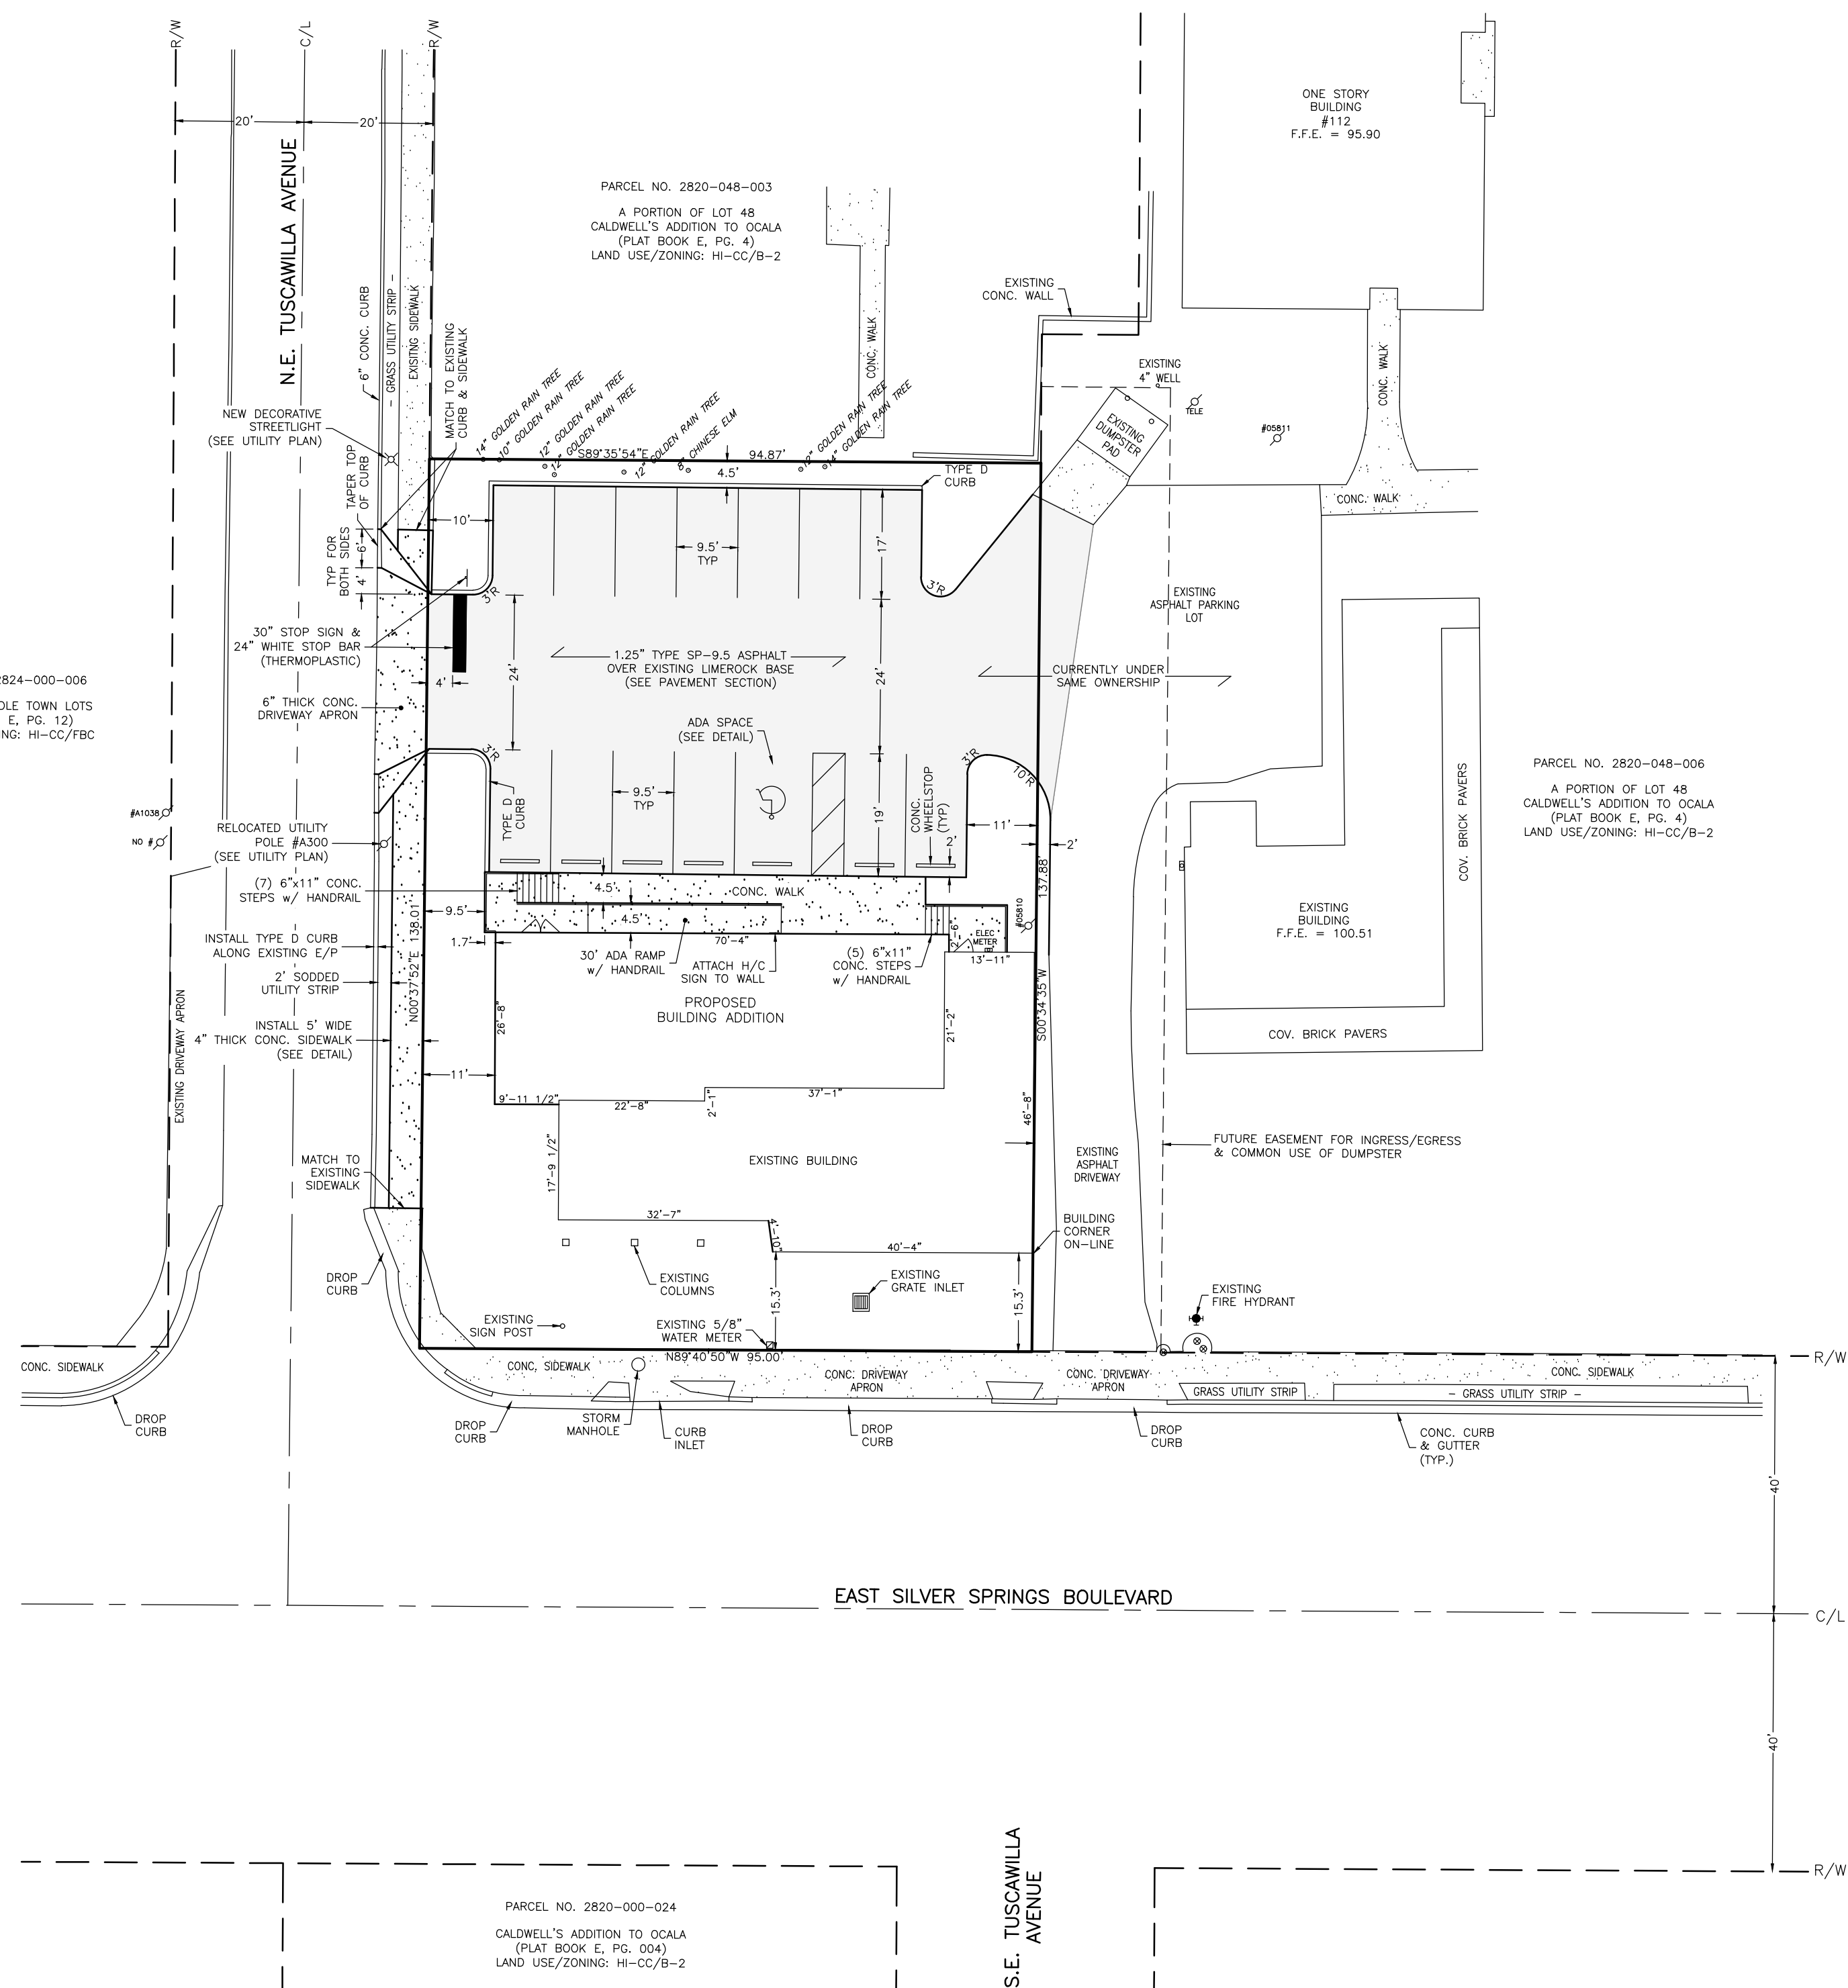 R/W
C/L
R/W
20'
20'
N.E. TUSCAWILLA AVENUE
ONE STORY
BUILDING
#112
F.F.E. = 95.90
PARCEL NO. 2820-048-003
A PORTION OF LOT 48
CALDWELL'S ADDITION TO OCALA
(PLAT BOOK E, PG. 4)
LAND USE/ZONING: HI-CC/B-2
6" CONC. CURB
- GRASS UTILITY STRIP -
EXISITNG SIDEWALK
MATCH TO EXISTING
CURB & SIDEWALK
CONC. WALK
EXISTING
CONC. WALL
CONC. WALK
EXISTING
4" WELL
TELE
#05811
EXISTING
DUMPSTER
PAD
CONC. WALK
NEW DECORATIVE
STREETLIGHT
(SEE UTILITY PLAN)
TAPER TOP
OF CURB
14" GOLDEN RAIN TREE
10" GOLDEN RAIN TREE
12" GOLDEN RAIN TREE
12" GOLDEN RAIN TREE
12" GOLDEN RAIN TREE
8" CHINESE ELM
12" GOLDEN RAIN TREE
14" GOLDEN RAIN TREE
S89°35'54"E
94.87'
4.5'
TYPE D
CURB
10'
TYP FOR
BOTH SIDES
6'
4'
9.5'
TYP
17'
3'R
3'R
30" STOP SIGN &
24" WHITE STOP BAR
(THERMOPLASTIC)
4'
24'
1.25" TYPE SP-9.5 ASPHALT
OVER EXISTING LIMEROCK BASE
(SEE PAVEMENT SECTION)
24'
EXISTING
ASPHALT PARKING
LOT
CURRENTLY UNDER
SAME OWNERSHIP
2824-000-006
OLE TOWN LOTS
E, PG. 12)
NG: HI-CC/FBC
6" THICK CONC.
DRIVEWAY APRON
ADA SPACE
(SEE DETAIL)
3'R
3'R
10'R
9.5'
TYP
TYPE D
CURB
19'
CONC.
WHEELSTOP
(TYP)
2'
11'
2'
PARCEL NO. 2820-048-006
A PORTION OF LOT 48
CALDWELL'S ADDITION TO OCALA
(PLAT BOOK E, PG. 4)
LAND USE/ZONING: HI-CC/B-2
COV. BRICK PAVERS
#A1038
NO #
RELOCATED UTILITY
POLE #A300
(SEE UTILITY PLAN)
(7) 6"x11" CONC.
STEPS w/ HANDRAIL
4.5'
CONC. WALK
137.88'
9.5'
4.5'
#05810
1.7'
70'-4"
2'-6"
ELEC
METER
13'-11"
EXISTING
BUILDING
F.F.E. = 100.51
INSTALL TYPE D CURB
ALONG EXISTING E/P
30' ADA RAMP
w/ HANDRAIL
ATTACH H/C
SIGN TO WALL
(5) 6"x11"
CONC. STEPS
w/ HANDRAIL
2' SODDED
UTILITY STRIP
N00°37'52"E 138.01'
26'-8"
PROPOSED
BUILDING ADDITION
21'-2"
S00°34'35"W
COV. BRICK PAVERS
EXISTING DRIVEWAY APRON
INSTALL 5' WIDE
4" THICK CONC. SIDEWALK
(SEE DETAIL)
11'
9'-11 1/2"
22'-8"
2'-1"
37'-1"
46'-8"
17'-9 1/2"
EXISTING BUILDING
EXISTING
ASPHALT
DRIVEWAY
FUTURE EASEMENT FOR INGRESS/EGRESS
& COMMON USE OF DUMPSTER
MATCH TO
EXISTING
SIDEWALK
32'-7"
4'-10"
40'-4"
BUILDING
CORNER
ON-LINE
DROP
CURB
EXISTING
COLUMNS
15.3'
EXISTING
GRATE INLET
15.3'
EXISTING
FIRE HYDRANT
EXISTING
SIGN POST
EXISTING 5/8"
WATER METER
N89°40'50"W 95.00'
R/W
CONC. SIDEWALK
CONC. SIDEWALK
CONC. DRIVEWAY
APRON
CONC. DRIVEWAY
APRON
GRASS UTILITY STRIP
CONC. SIDEWALK
- GRASS UTILITY STRIP -
DROP
CURB
DROP
CURB
STORM
MANHOLE
CURB
INLET
DROP
CURB
DROP
CURB
CONC. CURB
& GUTTER
(TYP.)
40'
EAST SILVER SPRINGS BOULEVARD
C/L
40'
R/W
S.E. TUSCAWILLA
AVENUE
PARCEL NO. 2820-000-024
CALDWELL'S ADDITION TO OCALA
(PLAT BOOK E, PG. 004)
LAND USE/ZONING: HI-CC/B-2